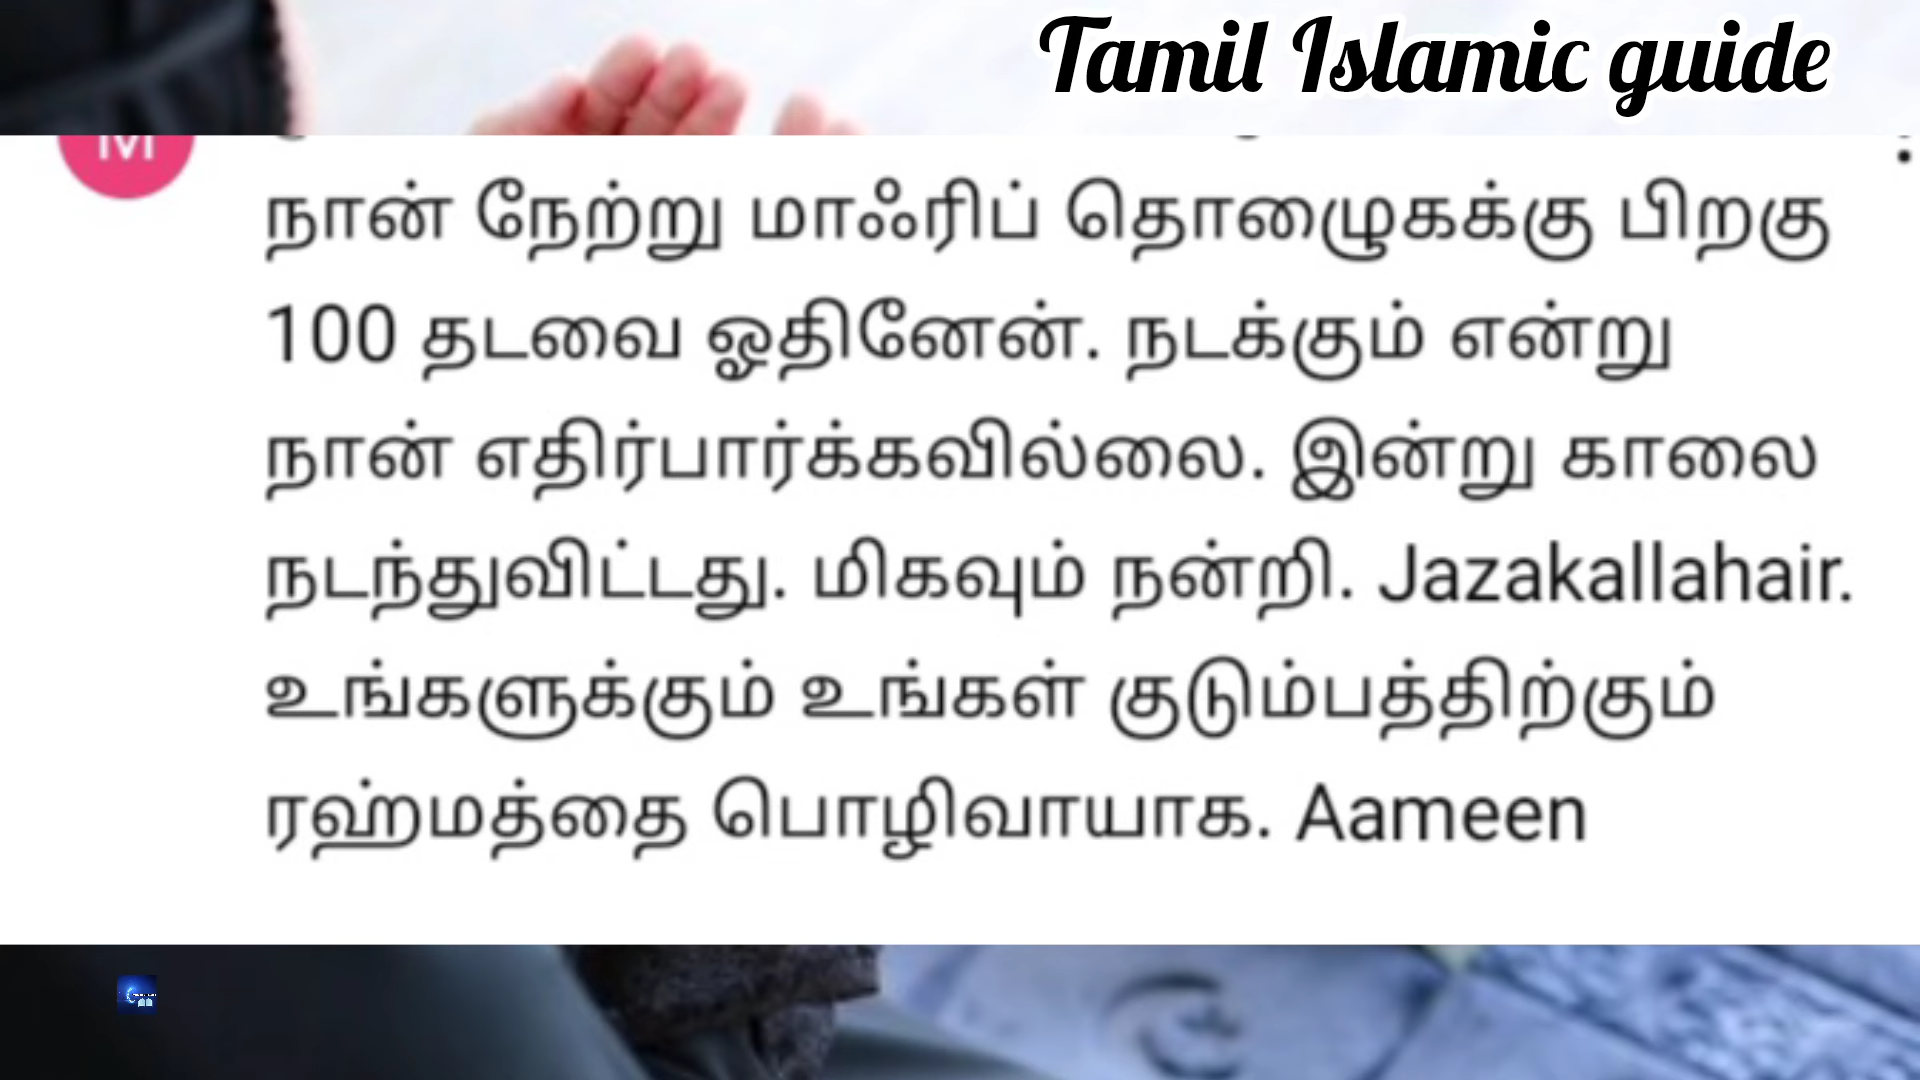 Tamil Islamic guide
M
நான் நேற்று மாஃரிப் தொழுைகக்கு பிறகு
100 தடவை ஓதினேன். நடக்கும் என்று
நான் எதிர்பார்க்கவில்லை. இன்று காலை
நடந்துவிட்டது. மிகவும் நன்றி. Jazakallahair.
உங்களுக்கும் உங்கள் குடும்பத்திற்கும்
ரஹ்மத்தை பொழிவாயாக. Aameen